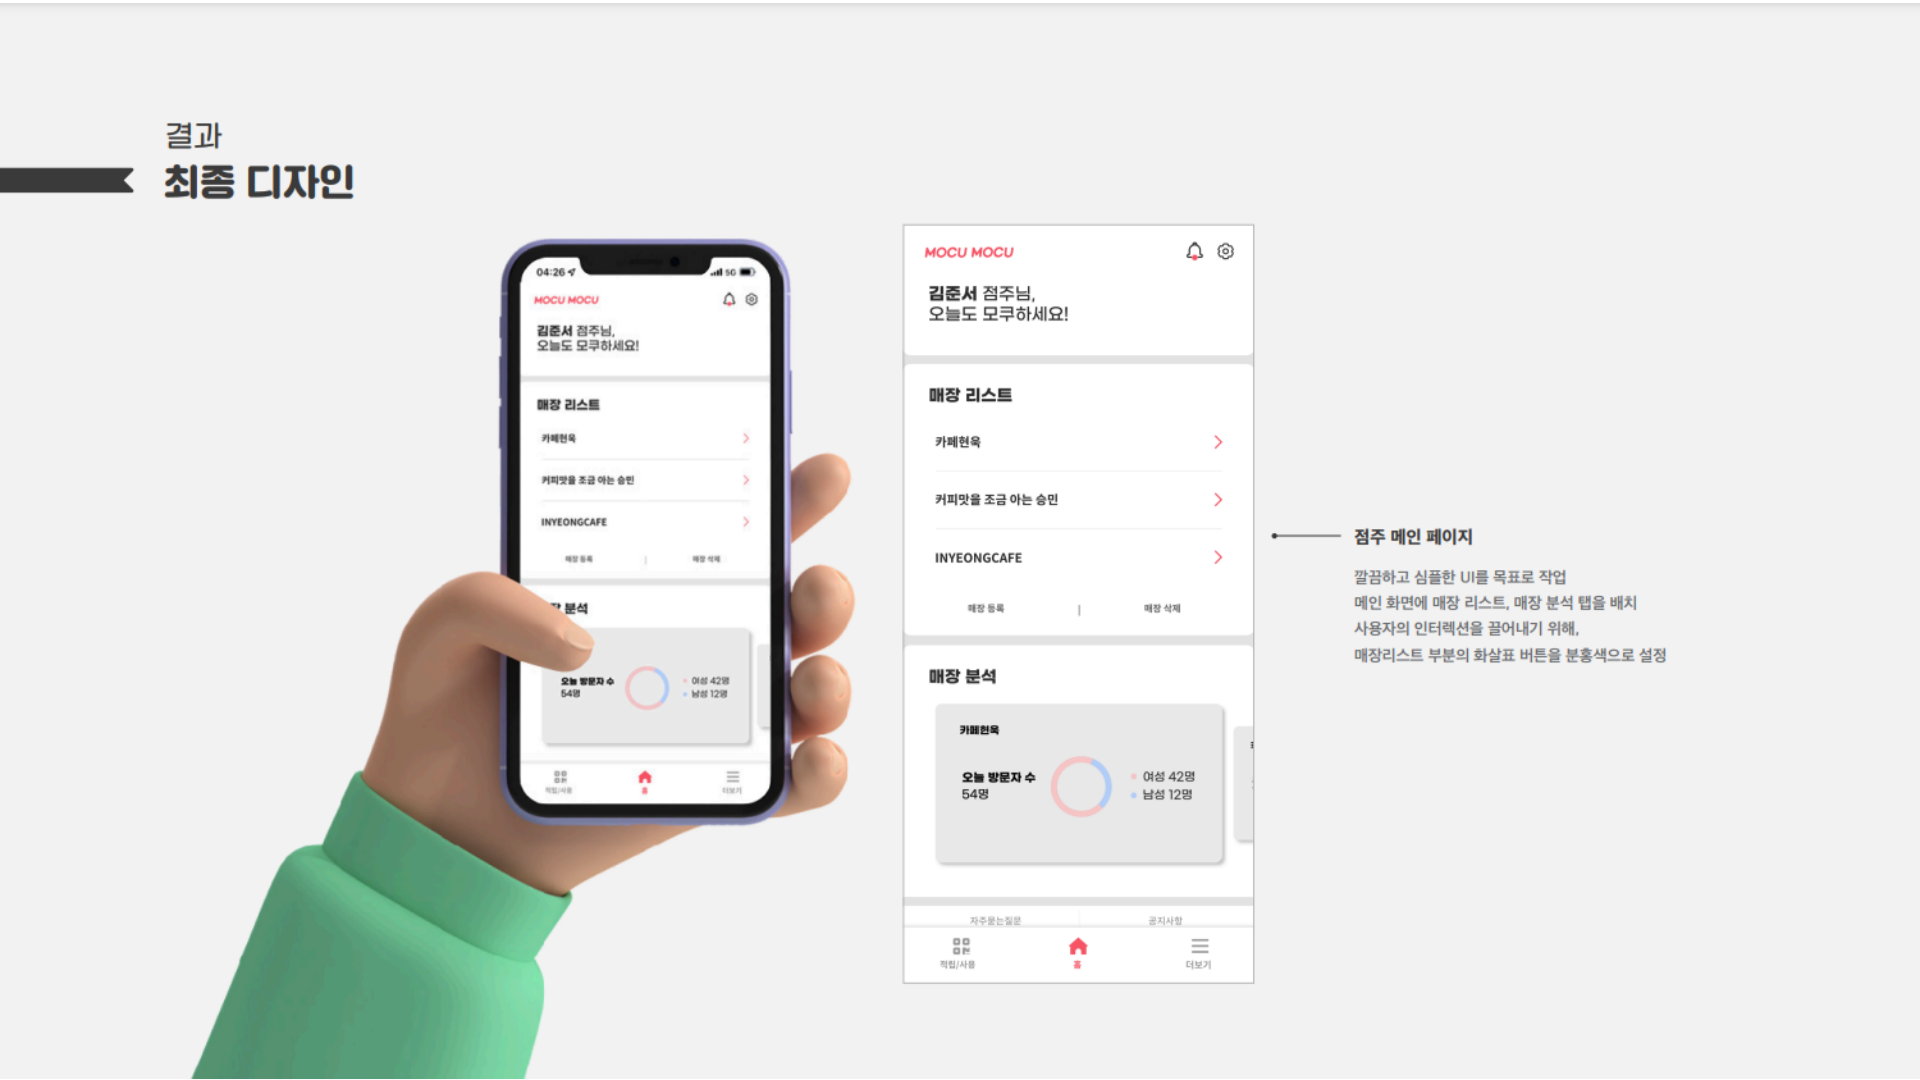 결과
최종 디자인
04:26
5G
MOCU MOCU
김준서 점주님,
오늘도 모쿠하세요!
매장 리스트
카페현욱
커피맛을 조금 아는 승민
INYEONGCAFE
매장 등록 | 매장 삭제
분석
오늘 방문자 수
54명
여성 42명
남성 12명
적립/사용
홈
더보기
MOCU MOCU
김준서 점주님,
오늘도 모쿠하세요!
매장 리스트
카페현욱
커피맛을 조금 아는 승민
INYEONGCAFE
매장 등록 | 매장 삭제
매장 분석
카페현욱
오늘 방문자 수
54명
여성 42명
남성 12명
자주묻는질문
공지사항
적립/사용
홈
더보기
점주 메인 페이지
깔끔하고 심플한 UI를 목표로 작업
메인 화면에 매장 리스트, 매장 분석 탭을 배치
사용자의 인터렉션을 끌어내기 위해,
매장리스트 부분의 화살표 버튼을 분홍색으로 설정